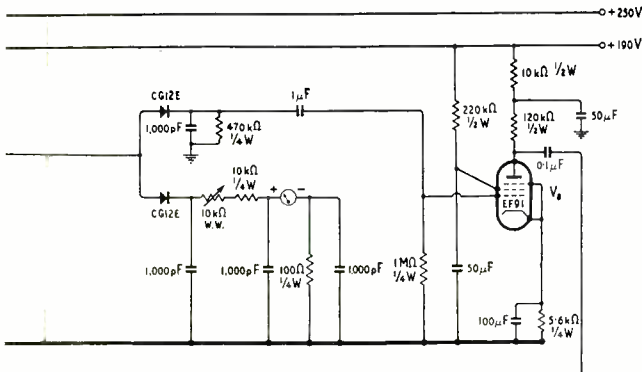 +250V
+190V
10kΩ ½W
CG12E
1μF
220kΩ
½W
50μF
1,000pF
470kΩ
¼W
120kΩ
½W
0·1μF
10kΩ
¼W
+
−
V8
EF91
CG12E
10kΩ
W.W.
1,000pF
1,000pF
100Ω
¼W
1,000pF
1MΩ
¼W
50μF
100μF
5·6kΩ
¼W